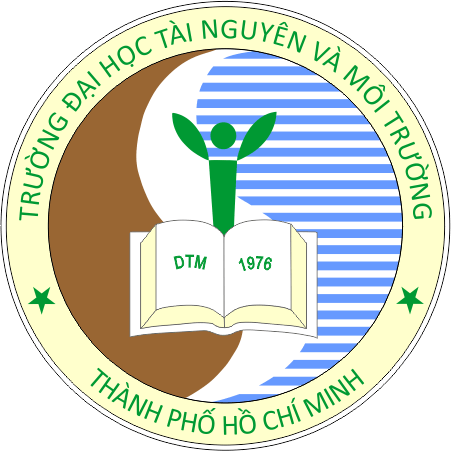 TRƯỜNG ĐẠI HỌC TÀI NGUYÊN VÀ MÔI TRƯỜNG
DTM 1976
THÀNH PHỐ HỒ CHÍ MINH